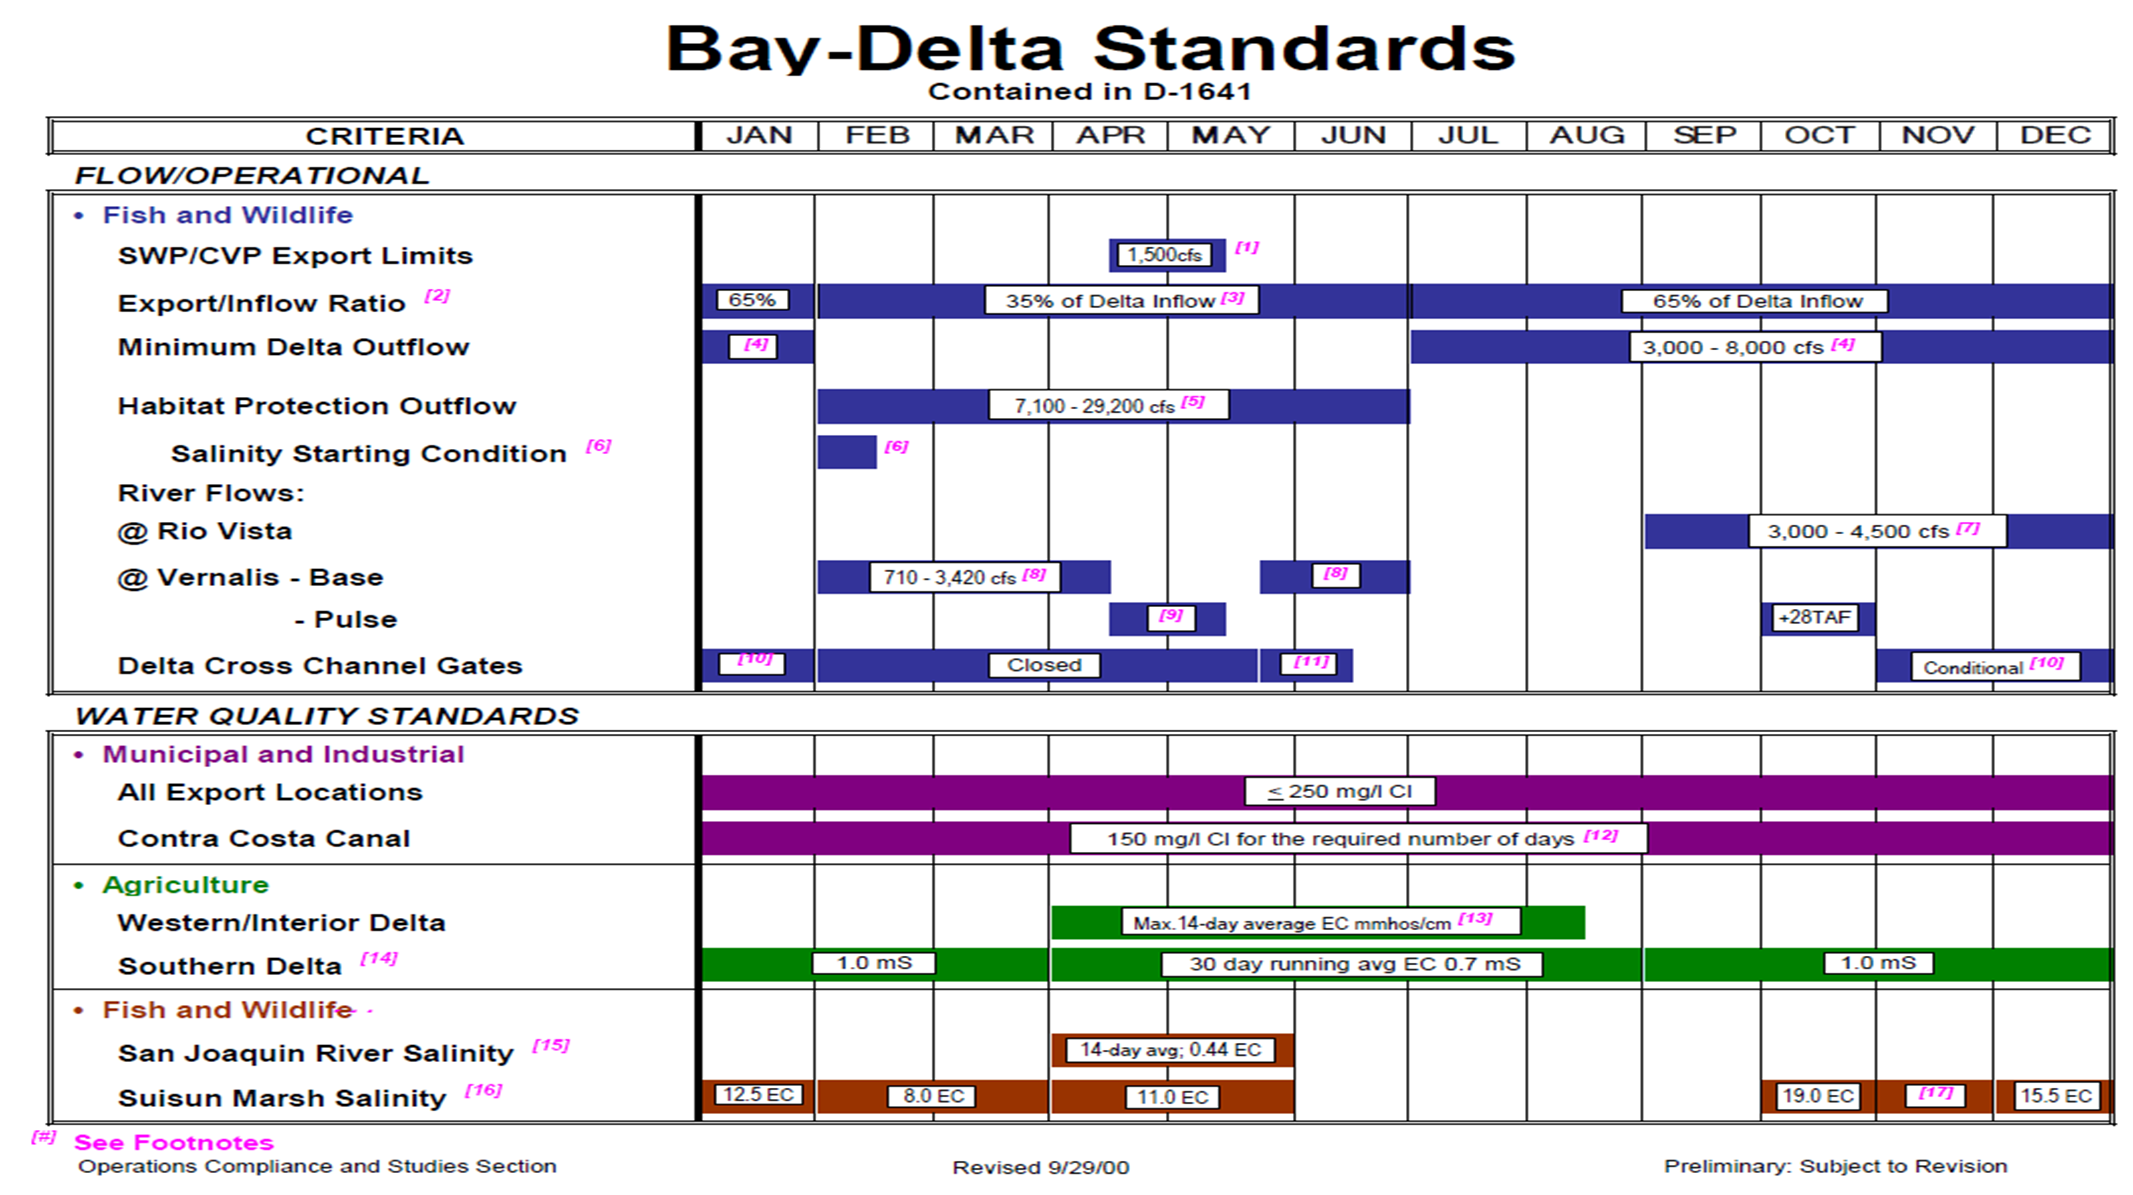 Bay-Delta Standards
Contained in D-1641
CRITERIA JAN FEB MAR APR MAY JUN JUL AUG SEP OCT NOV DEC
FLOW/OPERATIONAL
• Fish and Wildlife
SWP/CVP Export Limits 1,500cfs [1]
Export/Inflow Ratio [2] 65% 35% of Delta Inflow [3] 65% of Delta Inflow
Minimum Delta Outflow [4] 3,000 - 8,000 cfs [4]
Habitat Protection Outflow 7,100 - 29,200 cfs [5]
Salinity Starting Condition [6] [6]
River Flows:
@ Rio Vista 3,000 - 4,500 cfs [7]
@ Vernalis - Base 710 - 3,420 cfs [8] [8]
- Pulse [9] +28TAF
Delta Cross Channel Gates [10] Closed [11] Conditional [10]
WATER QUALITY STANDARDS
• Municipal and Industrial
All Export Locations ≤ 250 mg/l Cl
Contra Costa Canal 150 mg/l Cl for the required number of days [12]
• Agriculture
Western/Interior Delta Max.14-day average EC mmhos/cm [13]
Southern Delta [14] 1.0 mS 30 day running avg EC 0.7 mS 1.0 mS
• Fish and Wildlife
San Joaquin River Salinity [15] 14-day avg; 0.44 EC
Suisun Marsh Salinity [16] 12.5 EC 8.0 EC 11.0 EC 19.0 EC [17] 15.5 EC
[#] See Footnotes
Operations Compliance and Studies Section Revised 9/29/00 Preliminary: Subject to Revision